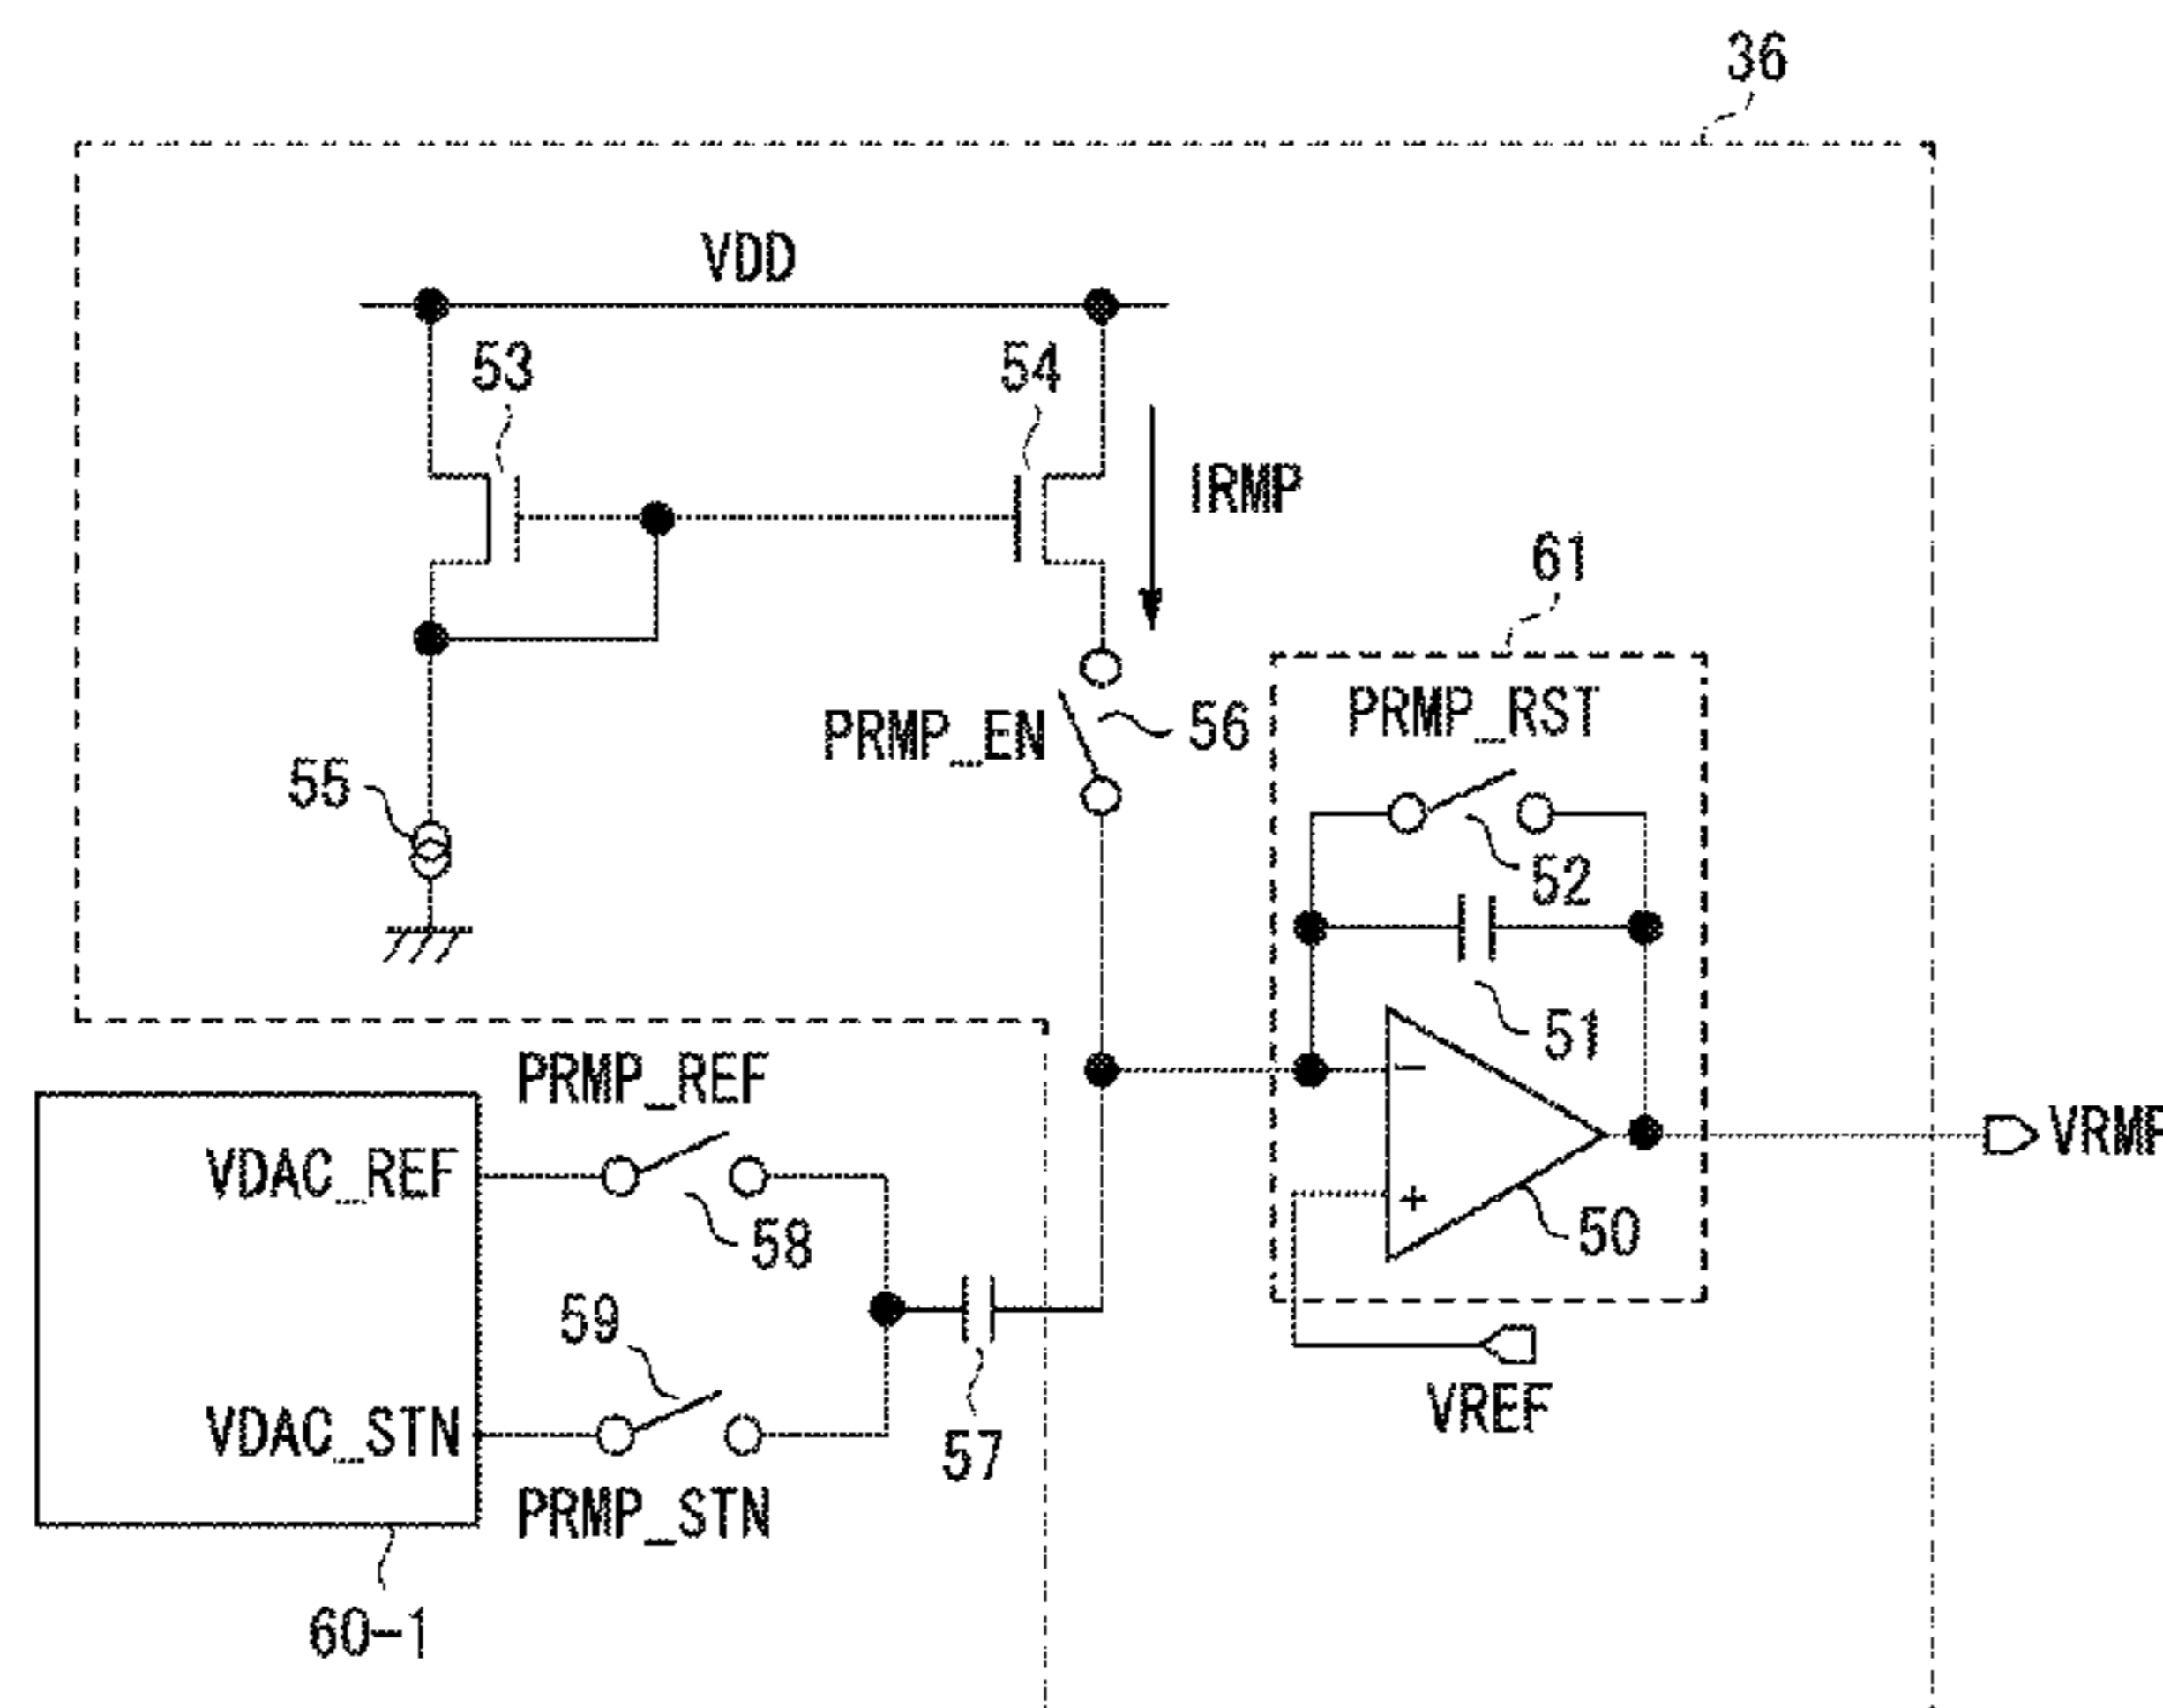 36
VDD
53
54
IRMP
61
PRMP_RST
PRMP_EN
56
55
52
51
PRMP_REF
VDAC_REF
58
50
VRMP
59
VREF
VDAC_STN
57
PRMP_STN
60-1